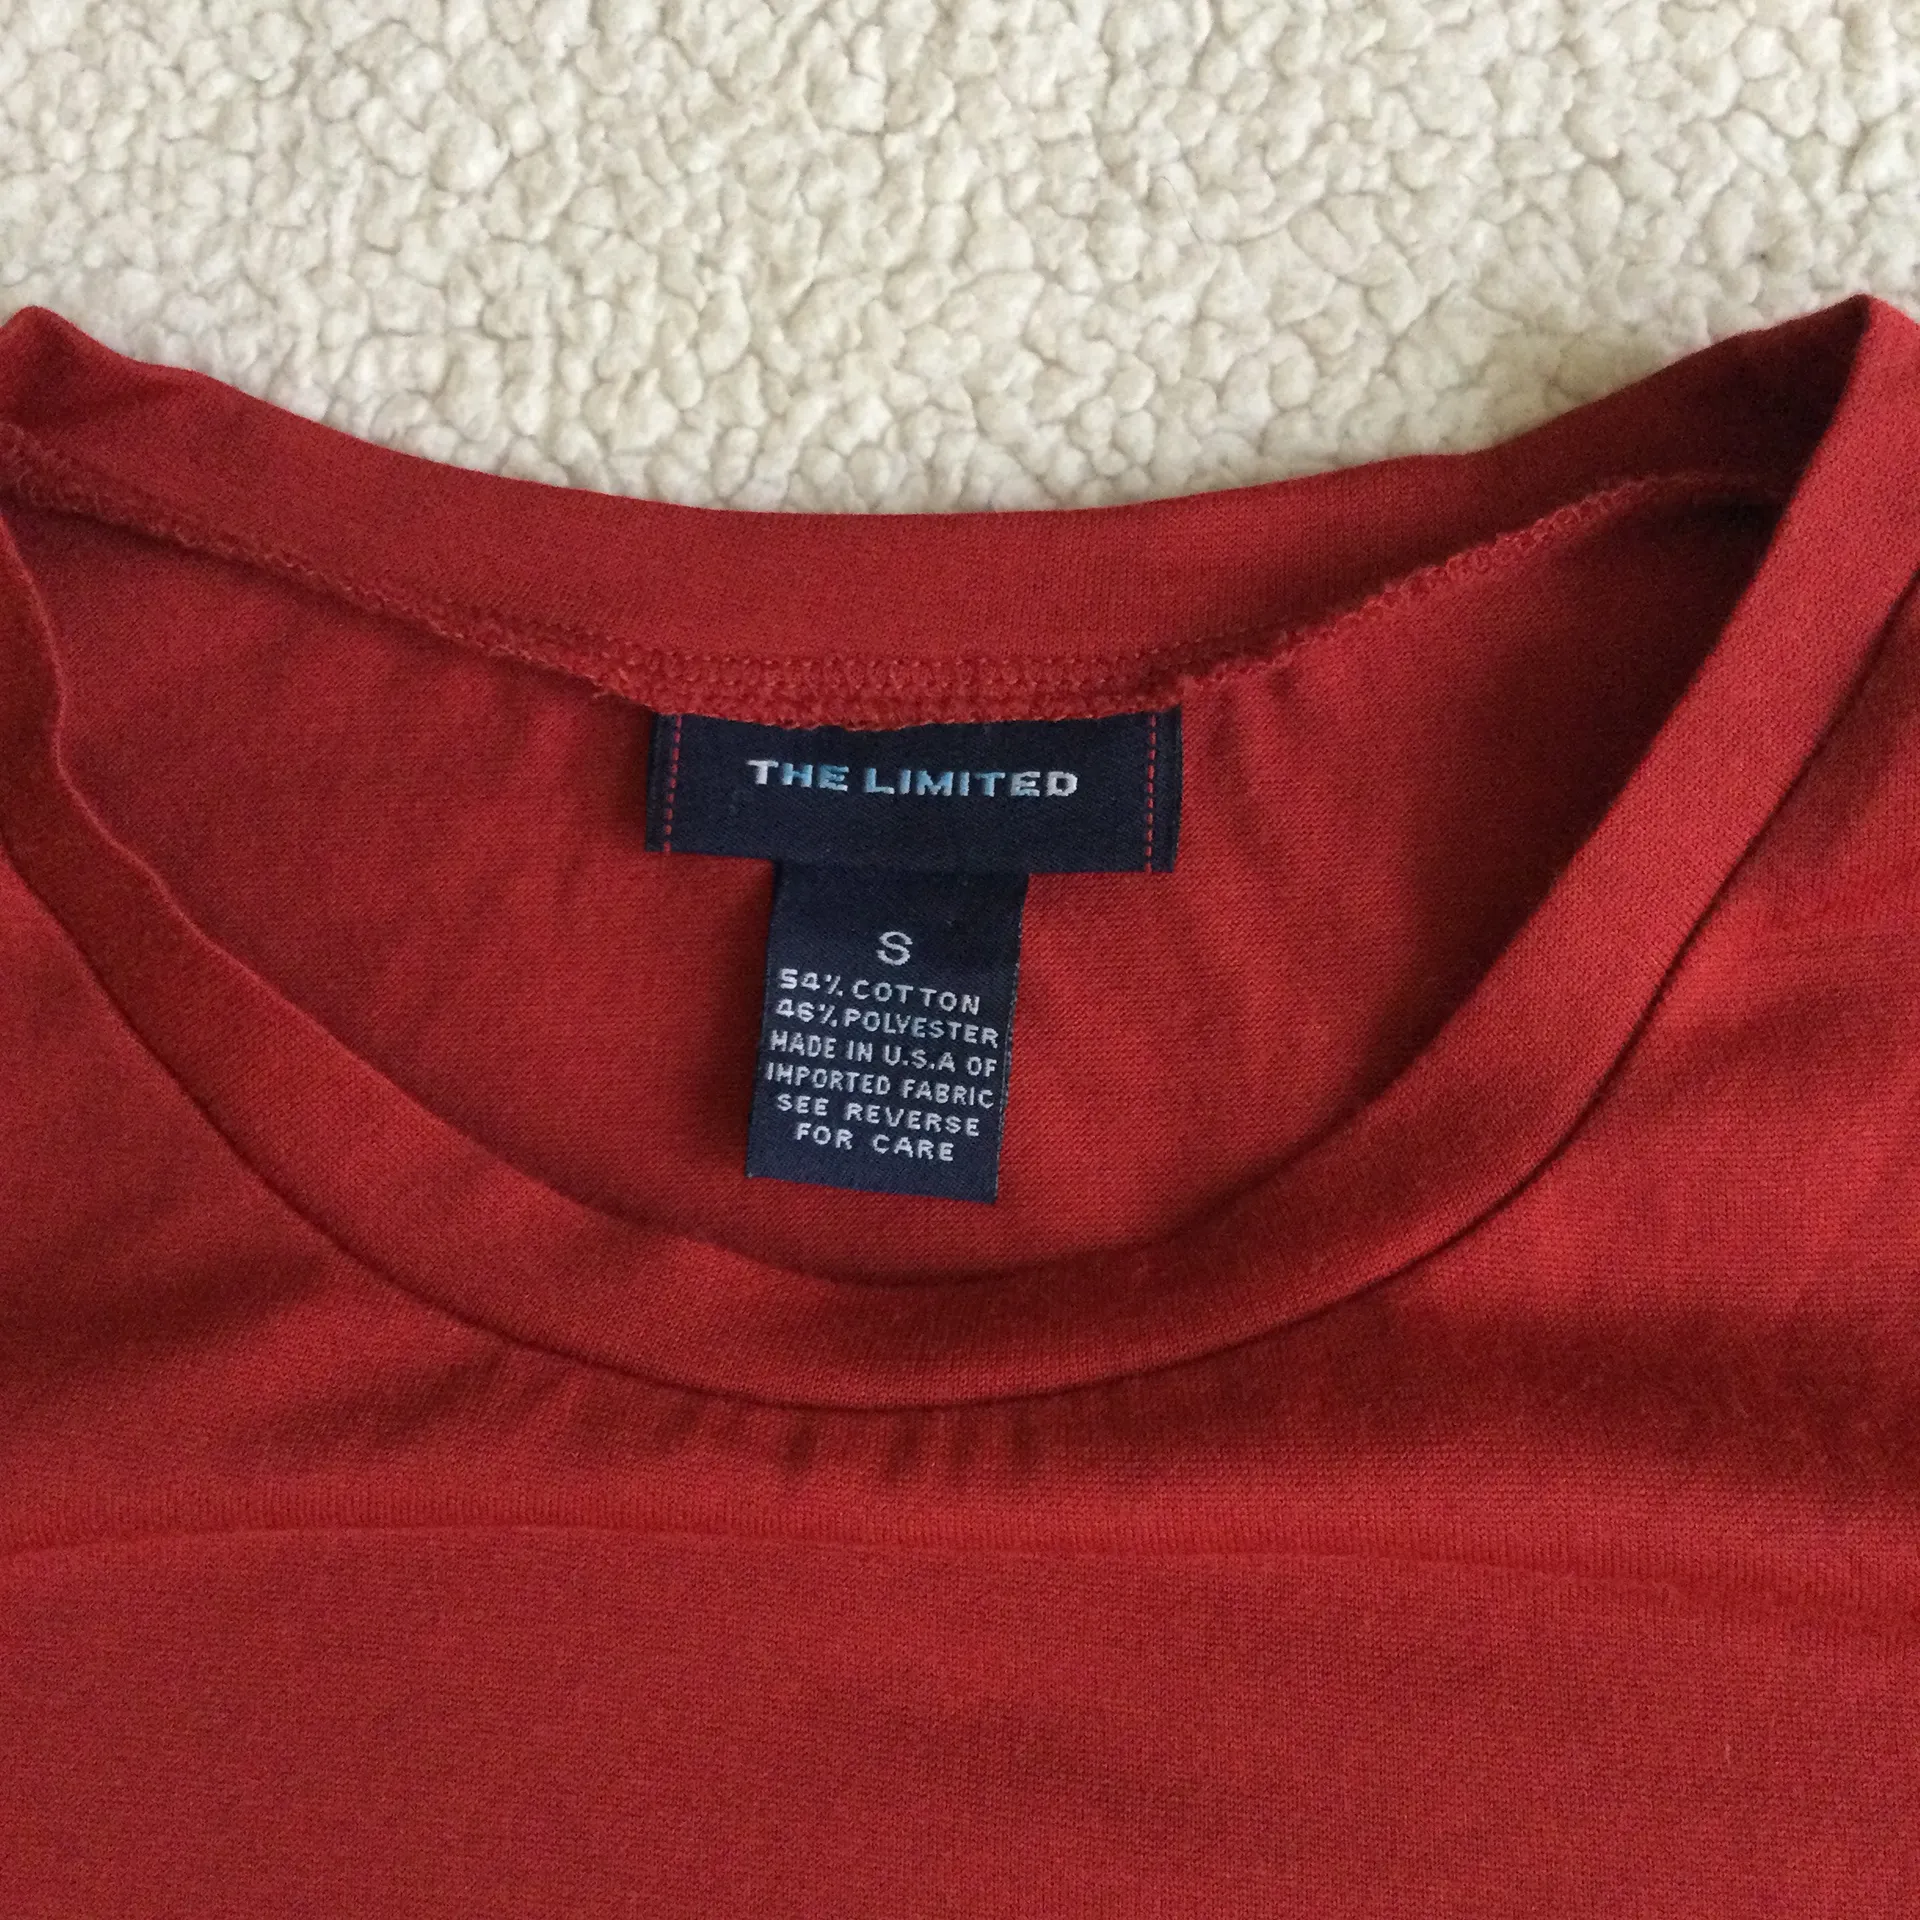 THE LIMITED
S
54% COTTON
46% POLYESTER
MADE IN U.S.A OF
IMPORTED FABRIC
SEE REVERSE
FOR CARE